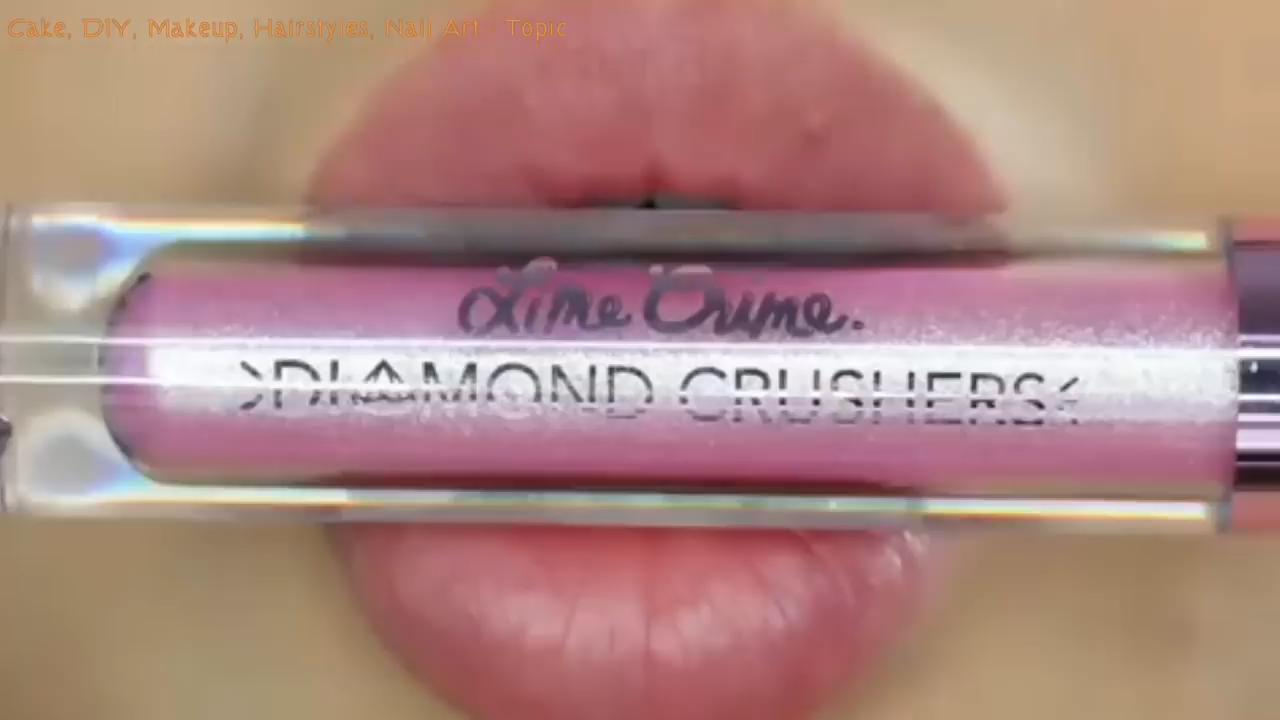 Cake, DIY, Makeup, Hairstyles, Nail Art - Topic
Lime Crime.
>DIAMOND CRUSHERS<